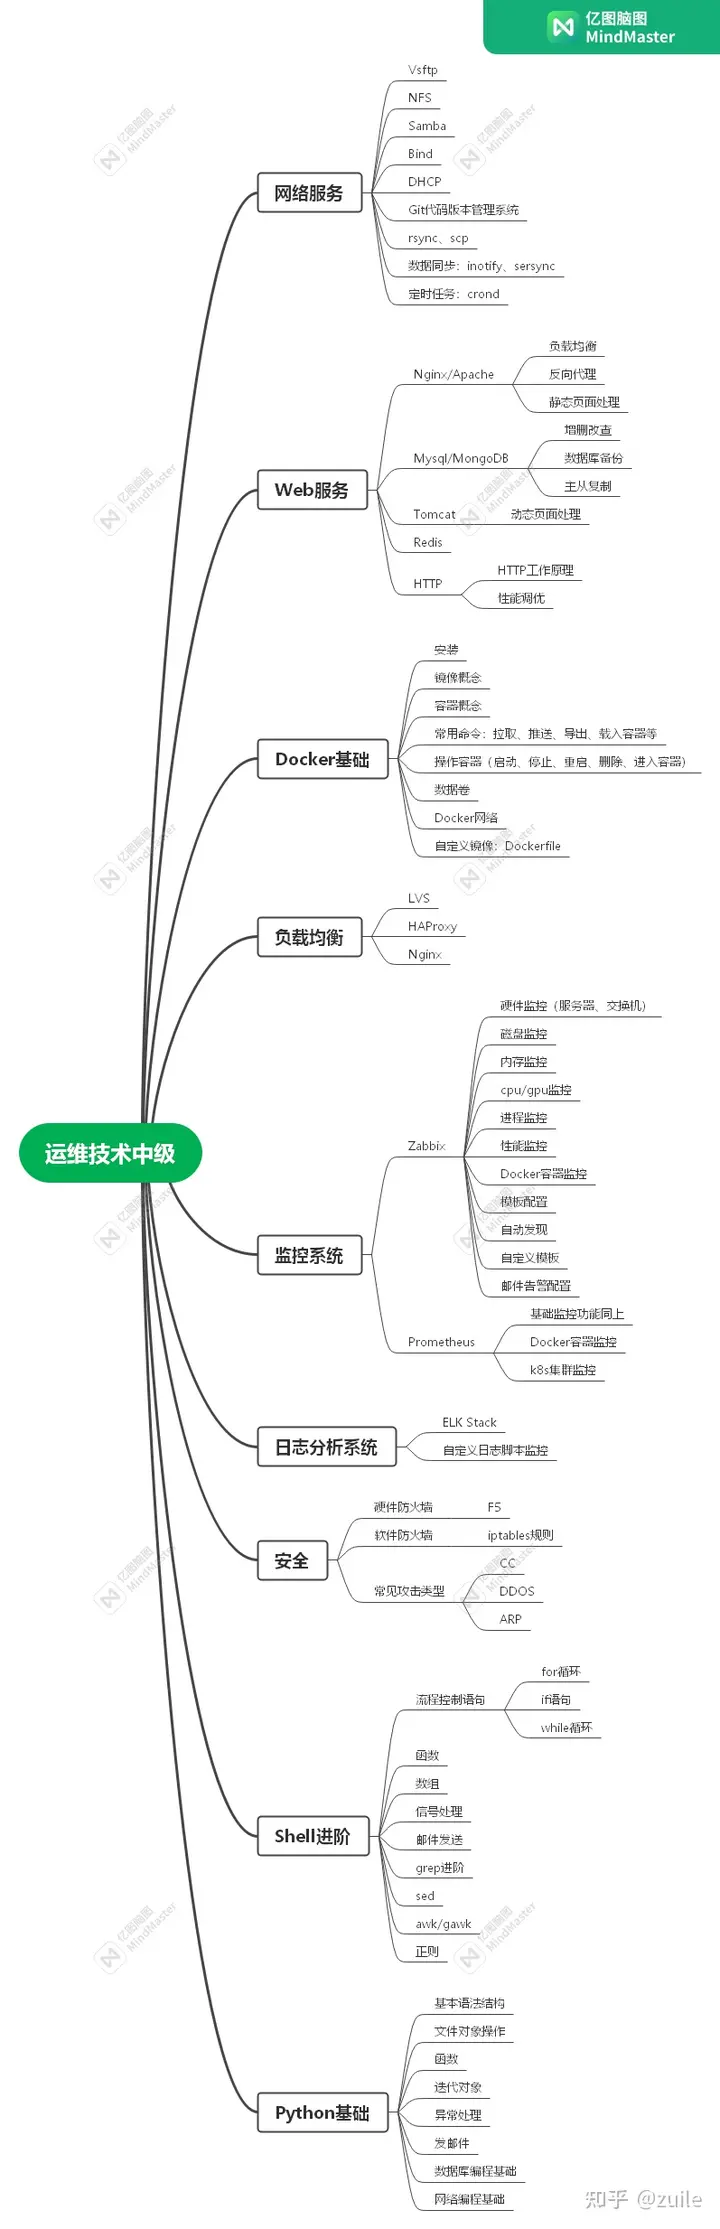 亿图脑图
MindMaster
运维技术中级
网络服务
Vsftp
NFS
Samba
Bind
DHCP
Git代码版本管理系统
rsync、scp
数据同步：inotify、sersync
定时任务：crond
Web服务
Nginx/Apache
负载均衡
反向代理
静态页面处理
Mysql/MongoDB
增删改查
数据库备份
主从复制
Tomcat
动态页面处理
Redis
HTTP
HTTP工作原理
性能调优
Docker基础
安装
镜像概念
容器概念
常用命令：拉取、推送、导出、载入容器等
操作容器（启动、停止、重启、删除、进入容器）
数据卷
Docker网络
自定义镜像：Dockerfile
负载均衡
LVS
HAProxy
Nginx
监控系统
Zabbix
硬件监控（服务器、交换机）
磁盘监控
内存监控
cpu/gpu监控
进程监控
性能监控
Docker容器监控
模板配置
自动发现
自定义模板
邮件告警配置
Prometheus
基础监控功能同上
Docker容器监控
k8s集群监控
日志分析系统
ELK Stack
自定义日志脚本监控
安全
硬件防火墙
F5
软件防火墙
iptables规则
常见攻击类型
CC
DDOS
ARP
Shell进阶
流程控制语句
for循环
if语句
while循环
函数
数组
信号处理
邮件发送
grep进阶
sed
awk/gawk
正则
Python基础
基本语法结构
文件对象操作
函数
迭代对象
异常处理
发邮件
数据库编程基础
网络编程基础
知乎 @zuile